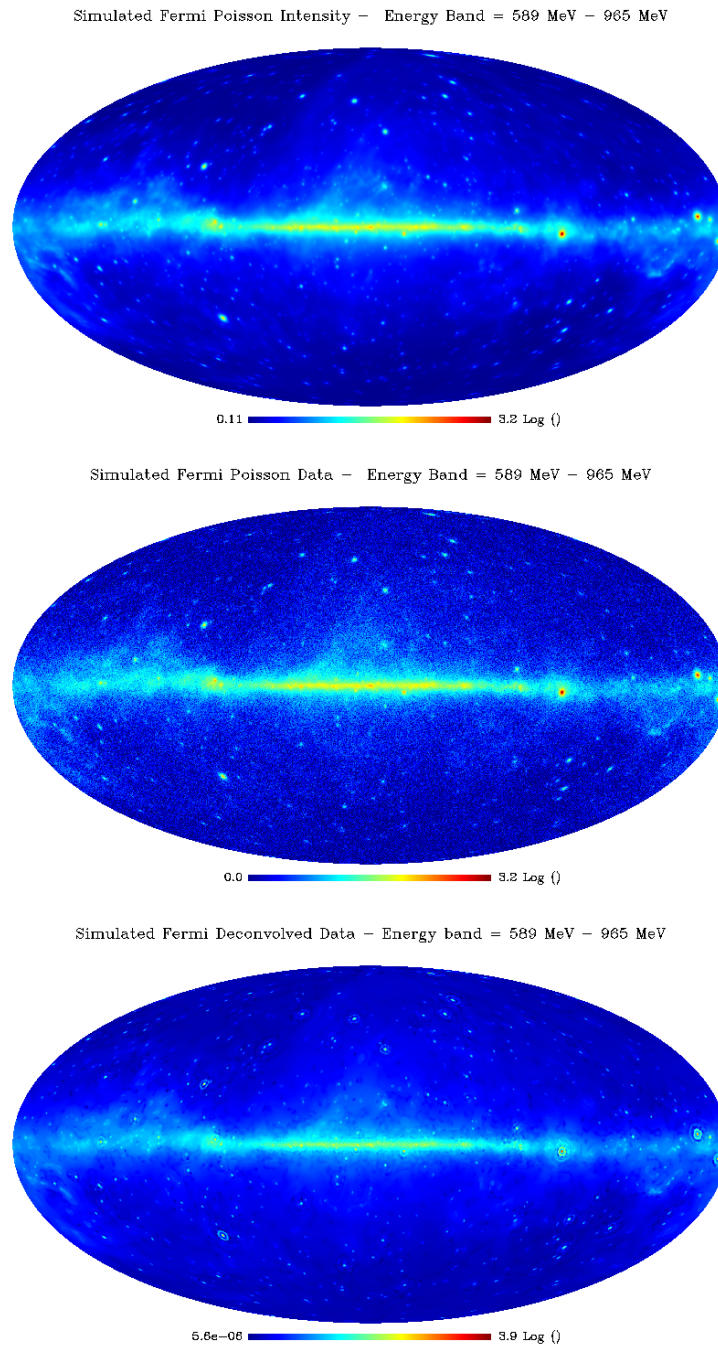 Simulated Fermi Poisson Intensity – Energy Band = 589 MeV – 965 MeV
0.11 3.2 Log ()
Simulated Fermi Poisson Data – Energy Band = 589 MeV – 965 MeV
0.0 3.2 Log ()
Simulated Fermi Deconvolved Data – Energy band = 589 MeV – 965 MeV
5.6e–06 3.9 Log ()